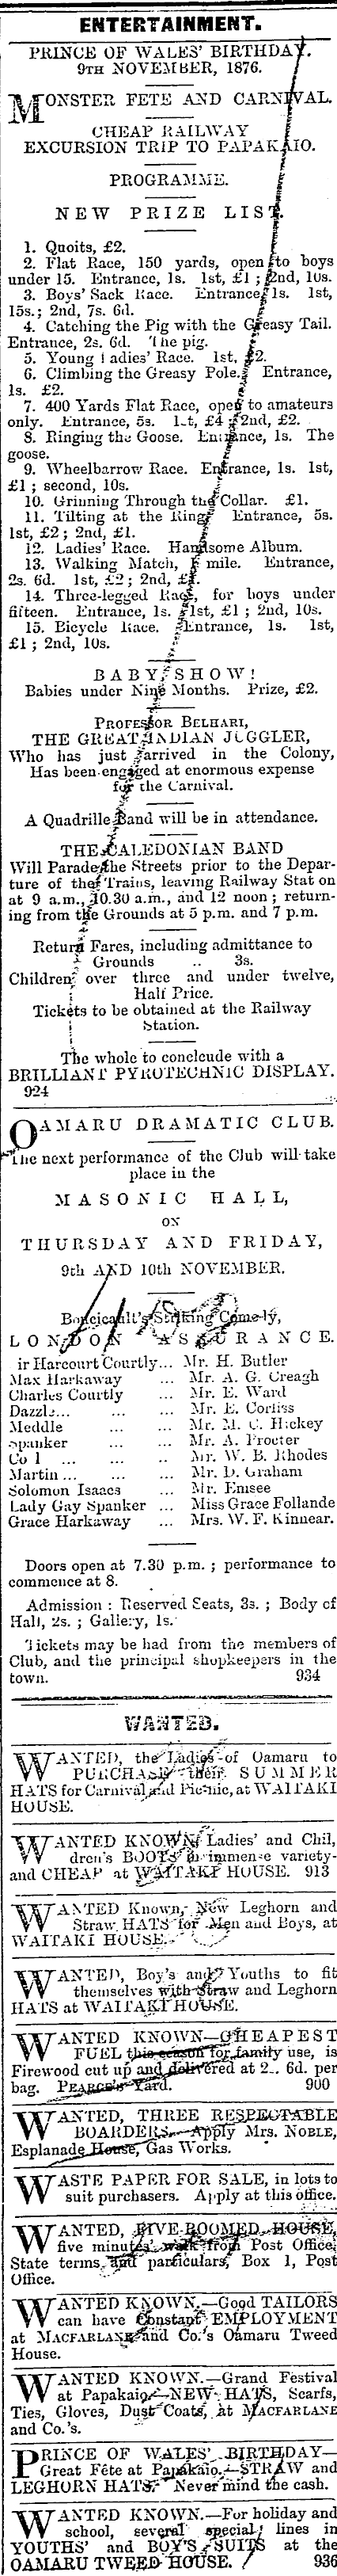 ENTERTAINMENT.
PRINCE OF WALES' BIRTHDAY.
9TH NOVEMBER, 1876.
MONSTER FETE AND CARNIVAL.
CHEAP RAILWAY
EXCURSION TRIP TO PAPAKAIO.
PROGRAMME.
NEW PRIZE LIST.
1. Quoits, £2.
2. Flat Race, 150 yards, open to boys
under 15. Entrance, 1s. 1st, £1 ; 2nd, 10s.
3. Boys' Sack Race. Entrance, 1s. 1st,
15s.; 2nd, 7s. 6d.
4. Catching the Pig with the Greasy Tail.
Entrance, 2s. 6d. The pig.
5. Young Ladies' Race. 1st, £2.
6. Climbing the Greasy Pole. Entrance,
1s. £2.
7. 400 Yards Flat Race, open to amateurs
only. Entrance, 5s. 1st, £4 ; 2nd, £2.
8. Ringing the Goose. Entrance, 1s. The
goose.
9. Wheelbarrow Race. Entrance, 1s. 1st,
£1 ; second, 10s.
10. Grinning Through the Collar. £1.
11. Tilting at the Ring. Entrance, 5s.
1st, £2 ; 2nd, £1.
12. Ladies' Race. Handsome Album.
13. Walking Match, mile. Entrance,
2s. 6d. 1st, £2 ; 2nd, £1.
14. Three-legged Race, for boys under
fifteen. Entrance, 1s. 1st, £1 ; 2nd, 10s.
15. Bicycle Race. Entrance, 1s. 1st,
£1 ; 2nd, 10s.
BABY SHOW!
Babies under Nine Months. Prize, £2.
PROFESSOR BELHARI,
THE GREAT INDIAN JUGGLER,
Who has just arrived in the Colony,
Has been engaged at enormous expense
for the Carnival.
A Quadrille Band will be in attendance.
THE CALEDONIAN BAND
Will Parade the Streets prior to the Depar-
ture of the Trains, leaving Railway Station
at 9 a.m., 10.30 a.m., and 12 noon ; return-
ing from the Grounds at 5 p.m. and 7 p.m.
Return Fares, including admittance to
Grounds .. 3s.
Children over three and under twelve,
Half Price.
Tickets to be obtained at the Railway
Station.
The whole to conclcude with a
BRILLIANT PYROTECHNIC DISPLAY.
924
OAMARU DRAMATIC CLUB.
The next performance of the Club will take
place in the
MASONIC HALL,
ON
THURSDAY AND FRIDAY,
9th AND 10th NOVEMBER.
Boucicault's Striking Comedy,
LONDON ASSURANCE.
ir Harcourt Courtly... Mr. H. Butler
Max Harkaway ... Mr. A. G. Creagh
Charles Courtly ... Mr. E. Ward
Dazzle... ... ... Mr. E. Corliss
Meddle ... ... Mr. M. C. Hickey
Spanker ... ... Mr. A. Procter
Co l ... ... ... Mr. W. B. Rhodes
Martin ... ... ... Mr. D. Graham
Solomon Isaacs ... Mr. Emsee
Lady Gay Spanker ... Miss Grace Follande
Grace Harkaway ... Mrs. W. F. Kinnear.
Doors open at 7.30 p.m. ; performance to
commence at 8.
Admission : Reserved Seats, 3s. ; Body of
Hall, 2s. ; Gallery, 1s.
Tickets may be had from the members of
Club, and the principal shopkeepers in the
town. 934
WANTED.
WANTED, the Ladies of Oamaru to
PURCHASE their SUMMER
HATS for Carnival and Pic-nic, at WAITAKI
HOUSE.
WANTED KNOWN, Ladies' and Chil,
dren's BOOTS in immense variety-
and CHEAP at WAITAKI HOUSE. 913
WANTED Known, New Leghorn and
Straw HATS for Men and Boys, at
WAITAKI HOUSE.
WANTED, Boy's and Youths to fit
themselves with Straw and Leghorn
HATS at WAITAKI HOUSE.
WANTED KNOWN—CHEAPEST
FUEL this season for family use, is
Firewood cut up and delivered at 2s. 6d. per
bag. PEARCE'S Yard. 900
WANTED, THREE RESPECTABLE
BOARDERS. Apply Mrs. NOBLE,
Esplanade House, Gas Works.
WASTE PAPER FOR SALE, in lots to
suit purchasers. Apply at this office.
WANTED, FIVE-ROOMED HOUSE,
five minutes' walk from Post Office.
State terms and particulars, Box 1, Post
Office.
WANTED KNOWN.—Good TAILORS
can have Constant EMPLOYMENT
at MACFARLANE and Co.'s Oamaru Tweed
House.
WANTED KNOWN.—Grand Festival
at Papakaio.—NEW HATS, Scarfs,
Ties, Gloves, Dust Coats, at MACFARLANE
and Co.'s.
PRINCE OF WALES' BIRTHDAY—
Great Fête at Papakaio.—STRAW and
LEGHORN HATS. Never mind the cash.
WANTED KNOWN.—For holiday and
school, several special lines in
YOUTHS' and BOY'S SUITS at the
OAMARU TWEED HOUSE. 936